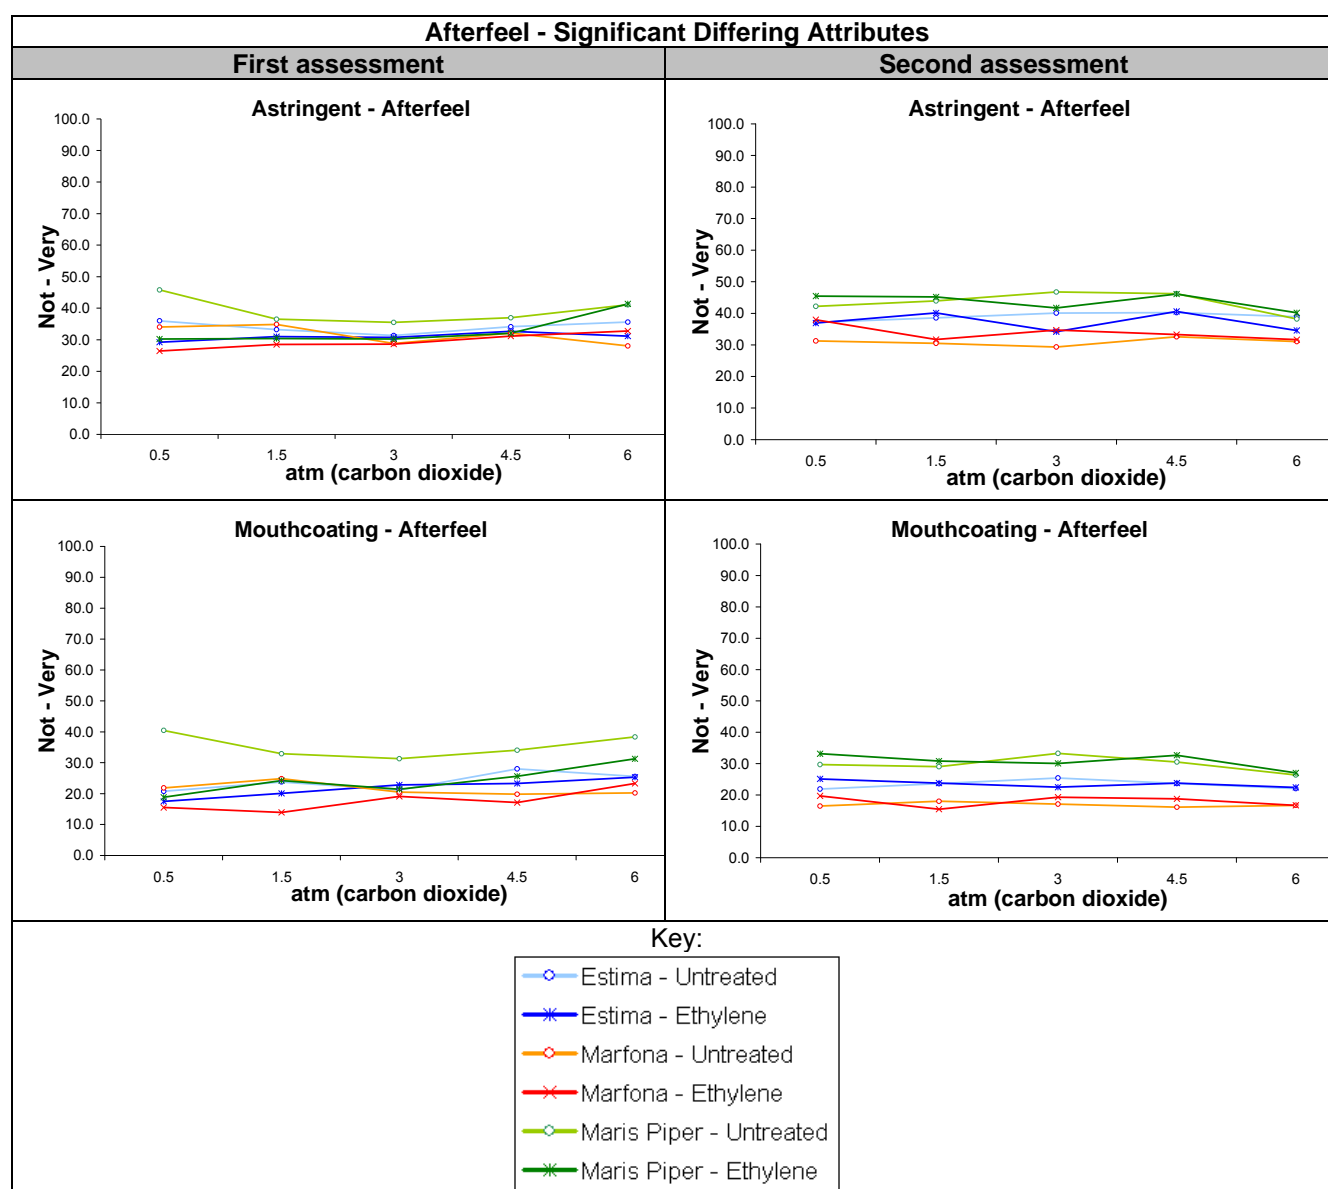 Afterfeel - Significant Differing Attributes
First assessment
Second assessment
Astringent - Afterfeel
100.0
90.0
80.0
70.0
60.0
50.0
40.0
30.0
20.0
10.0
0.0
Not - Very
0.5 1.5 3 4.5 6
atm (carbon dioxide)
Astringent - Afterfeel
100.0
90.0
80.0
70.0
60.0
50.0
40.0
30.0
20.0
10.0
0.0
Not - Very
0.5 1.5 3 4.5 6
atm (carbon dioxide)
Mouthcoating - Afterfeel
100.0
90.0
80.0
70.0
60.0
50.0
40.0
30.0
20.0
10.0
0.0
Not - Very
0.5 1.5 3 4.5 6
atm (carbon dioxide)
Mouthcoating - Afterfeel
100.0
90.0
80.0
70.0
60.0
50.0
40.0
30.0
20.0
10.0
0.0
Not - Very
0.5 1.5 3 4.5 6
atm (carbon dioxide)
Key:
Estima - Untreated
Estima - Ethylene
Marfona - Untreated
Marfona - Ethylene
Maris Piper - Untreated
Maris Piper - Ethylene